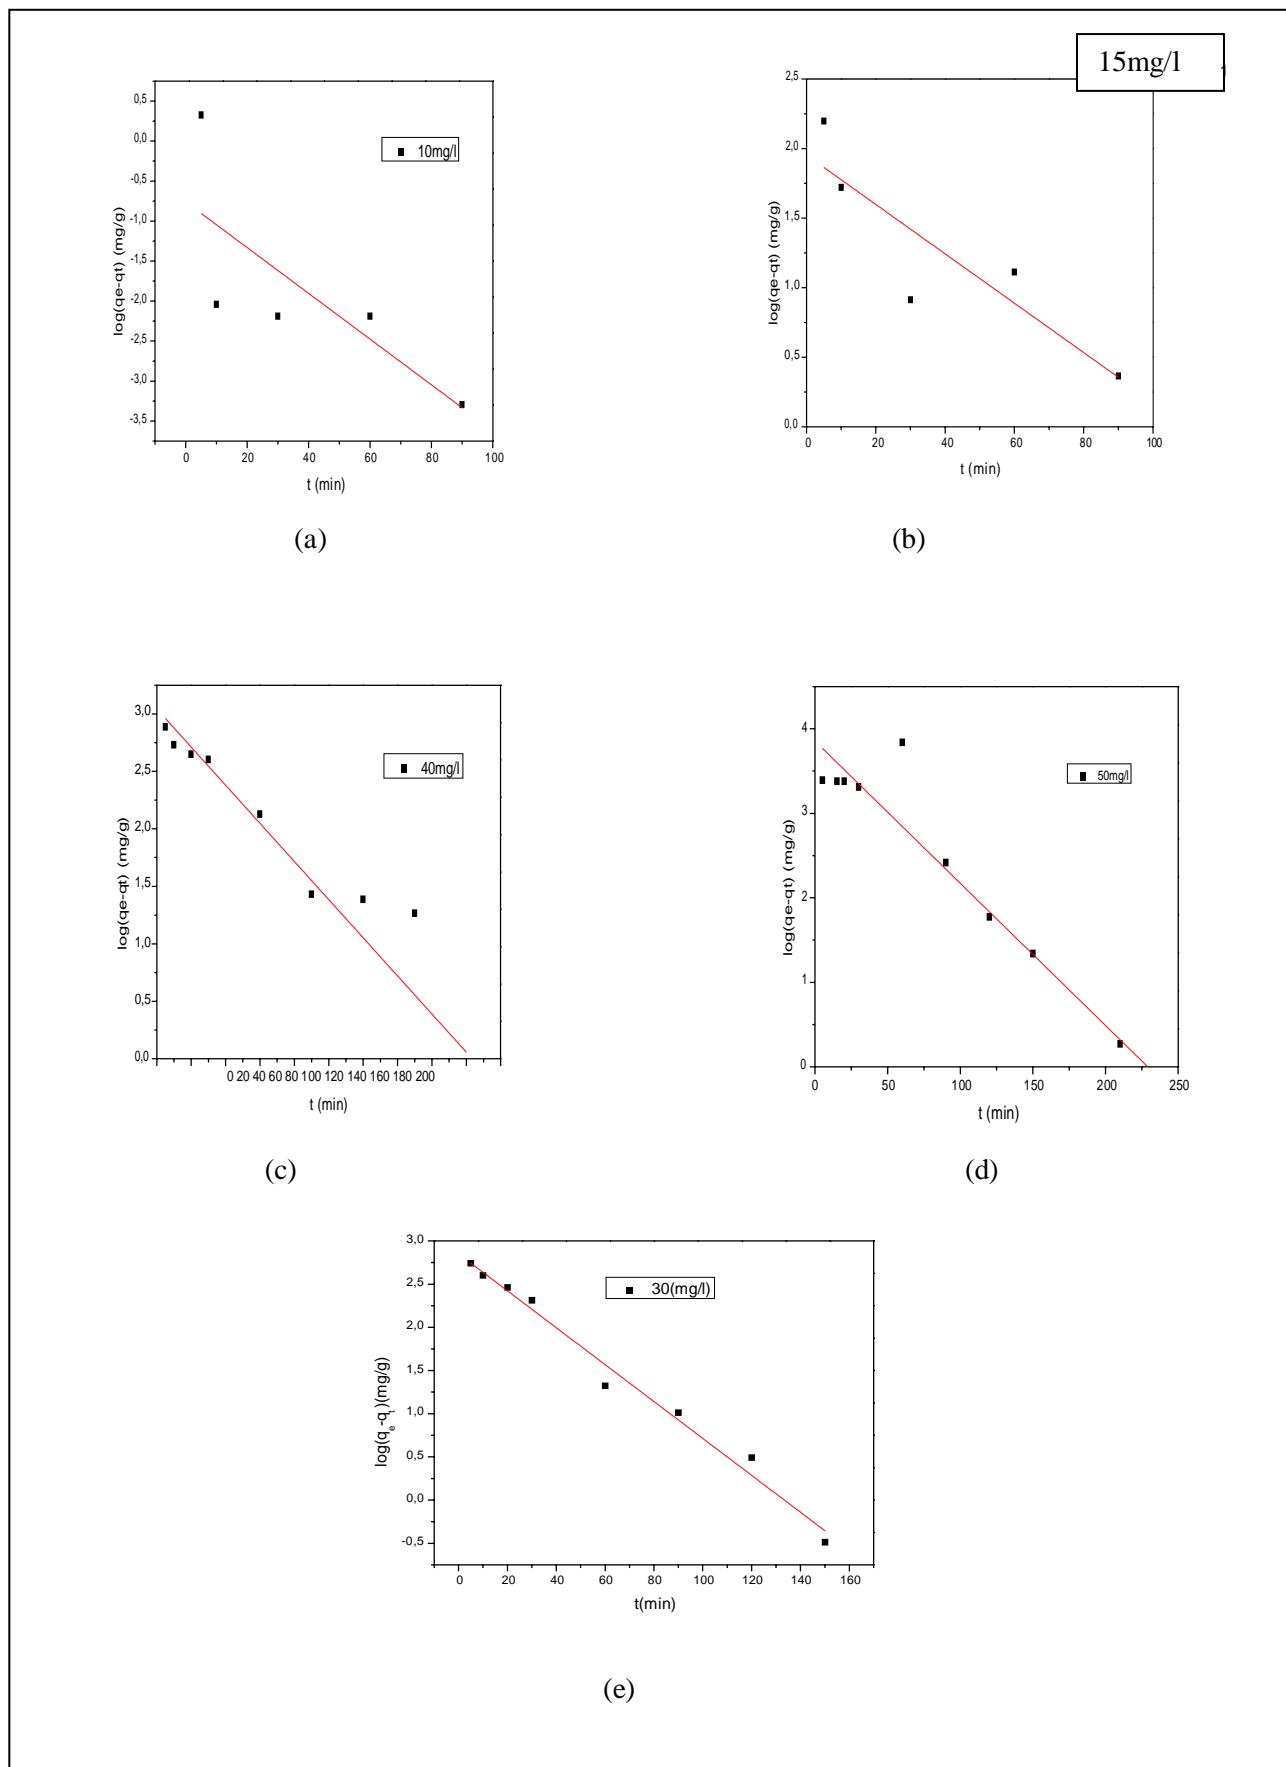 15mg/l
0,5
0,0
-1,0
-1,5
-2,0
-2,5
-3,0
-3,5
log(qe-qt) (mg/g)
10mg/l
0 20 40 60 80 100
t (min)
(a)
2,5
2,0
1,5
1,0
0,5
0,0
log(qe-qt) (mg/g)
0 20 40 60 80 100
t (min)
(b)
3,0
2,5
2,0
1,5
1,0
0,5
0,0
log(qe-qt) (mg/g)
40mg/l
0 20 40 60 80 100 120 140 160 180 200
t (min)
(c)
4
3
2
1
0
log(qe-qt) (mg/g)
50mg/l
0 50 100 150 200 250
t (min)
(d)
3,0
2,5
2,0
1,5
1,0
0,5
0,0
-0,5
log(qe-qt)(mg/g)
30(mg/l)
0 20 40 60 80 100 120 140 160
t(min)
(e)